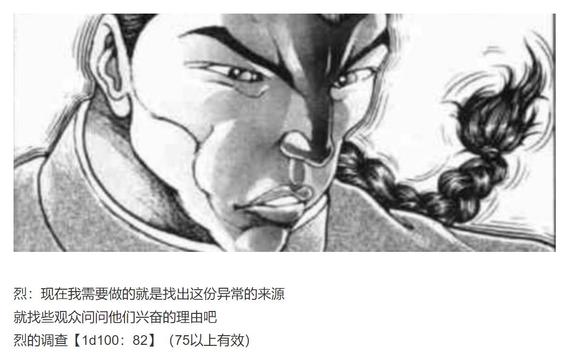 烈：现在我需要做的就是找出这份异常的来源
就找些观众问问他们兴奋的理由吧
烈的调查【1d100：82】（75以上有效）